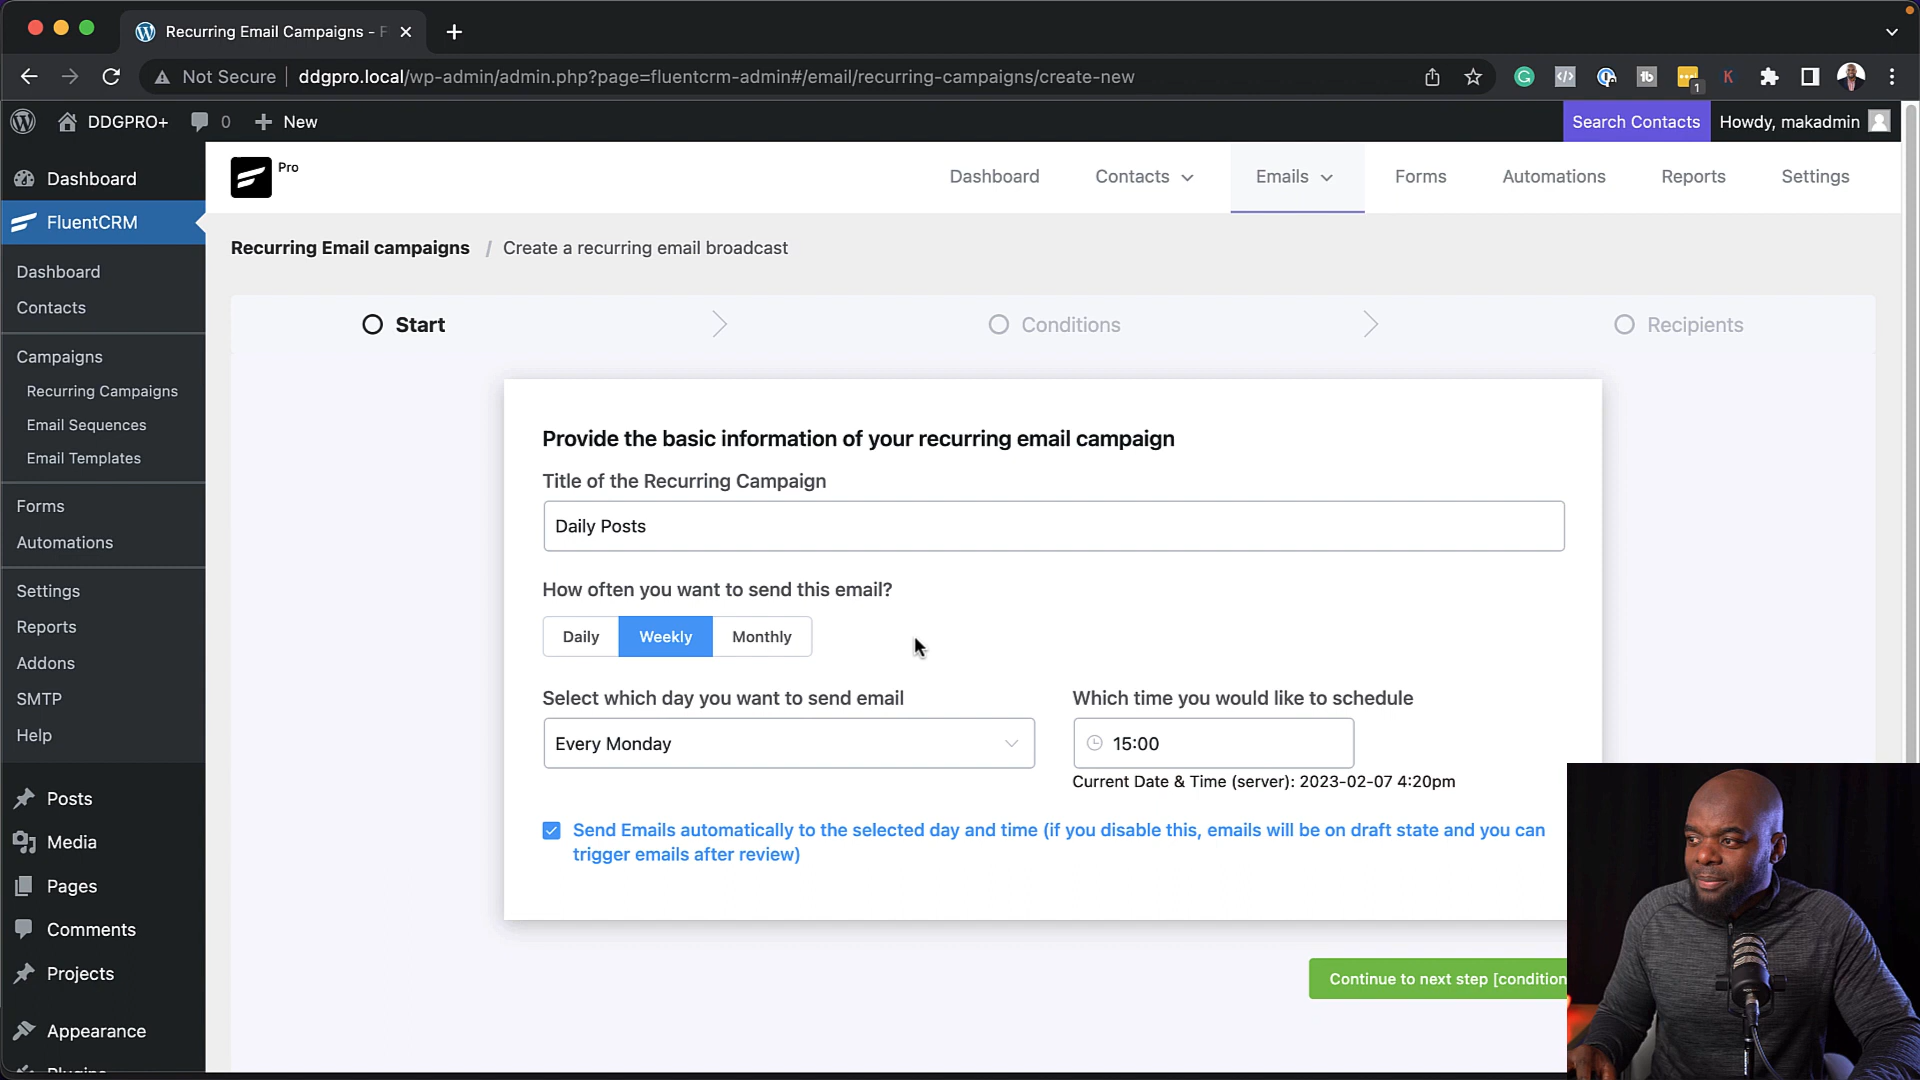 Recurring Email Campaigns - F
Not Secure
ddgpro.local/wp-admin/admin.php?page=fluentcrm-admin#/email/recurring-campaigns/create-new
1
DDGPRO+
0
New
Search Contacts
Howdy, makadmin
Dashboard
FluentCRM
Dashboard
Contacts
Campaigns
Recurring Campaigns
Email Sequences
Email Templates
Forms
Automations
Settings
Reports
Addons
SMTP
Help
Posts
Media
Pages
Comments
Projects
Appearance
Pro
Dashboard
Contacts
Emails
Forms
Automations
Reports
Settings
Recurring Email campaigns / Create a recurring email broadcast
Start
Conditions
Recipients
Provide the basic information of your recurring email campaign
Title of the Recurring Campaign
Daily Posts
How often you want to send this email?
Daily
Weekly
Monthly
Select which day you want to send email
Every Monday
Which time you would like to schedule
15:00
Current Date & Time (server): 2023-02-07 4:20pm
Send Emails automatically to the selected day and time (if you disable this, emails will be on draft state and you can
trigger emails after review)
Continue to next step [condition